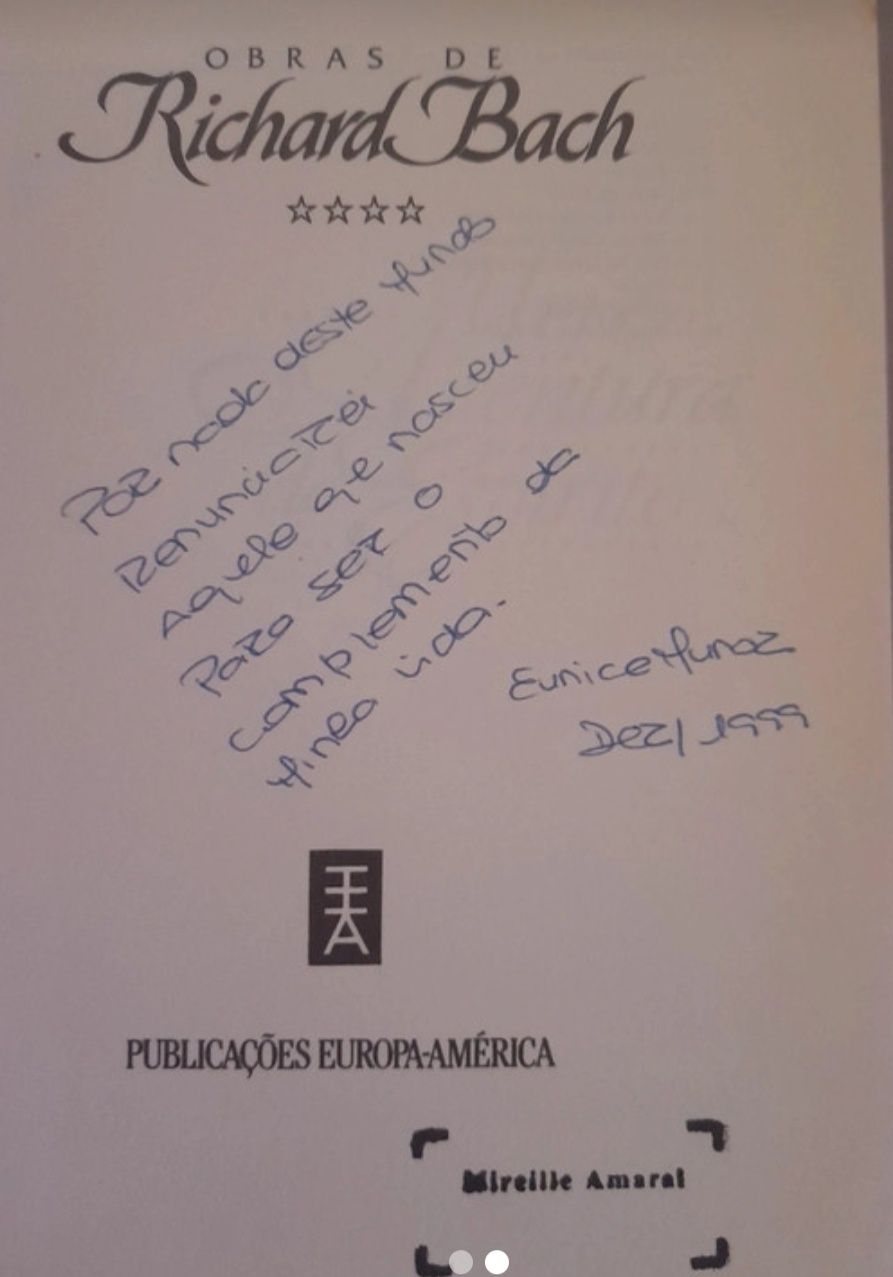 OBRAS DE
Richard Bach
Por nada deste Mundo
Renunciarei
Aquele que nasceu
Para ser o
complemento da
Minha vida.
Eunice Munoz
Dez/1999
PUBLICAÇÕES EUROPA-AMÉRICA
Mireille Amaral